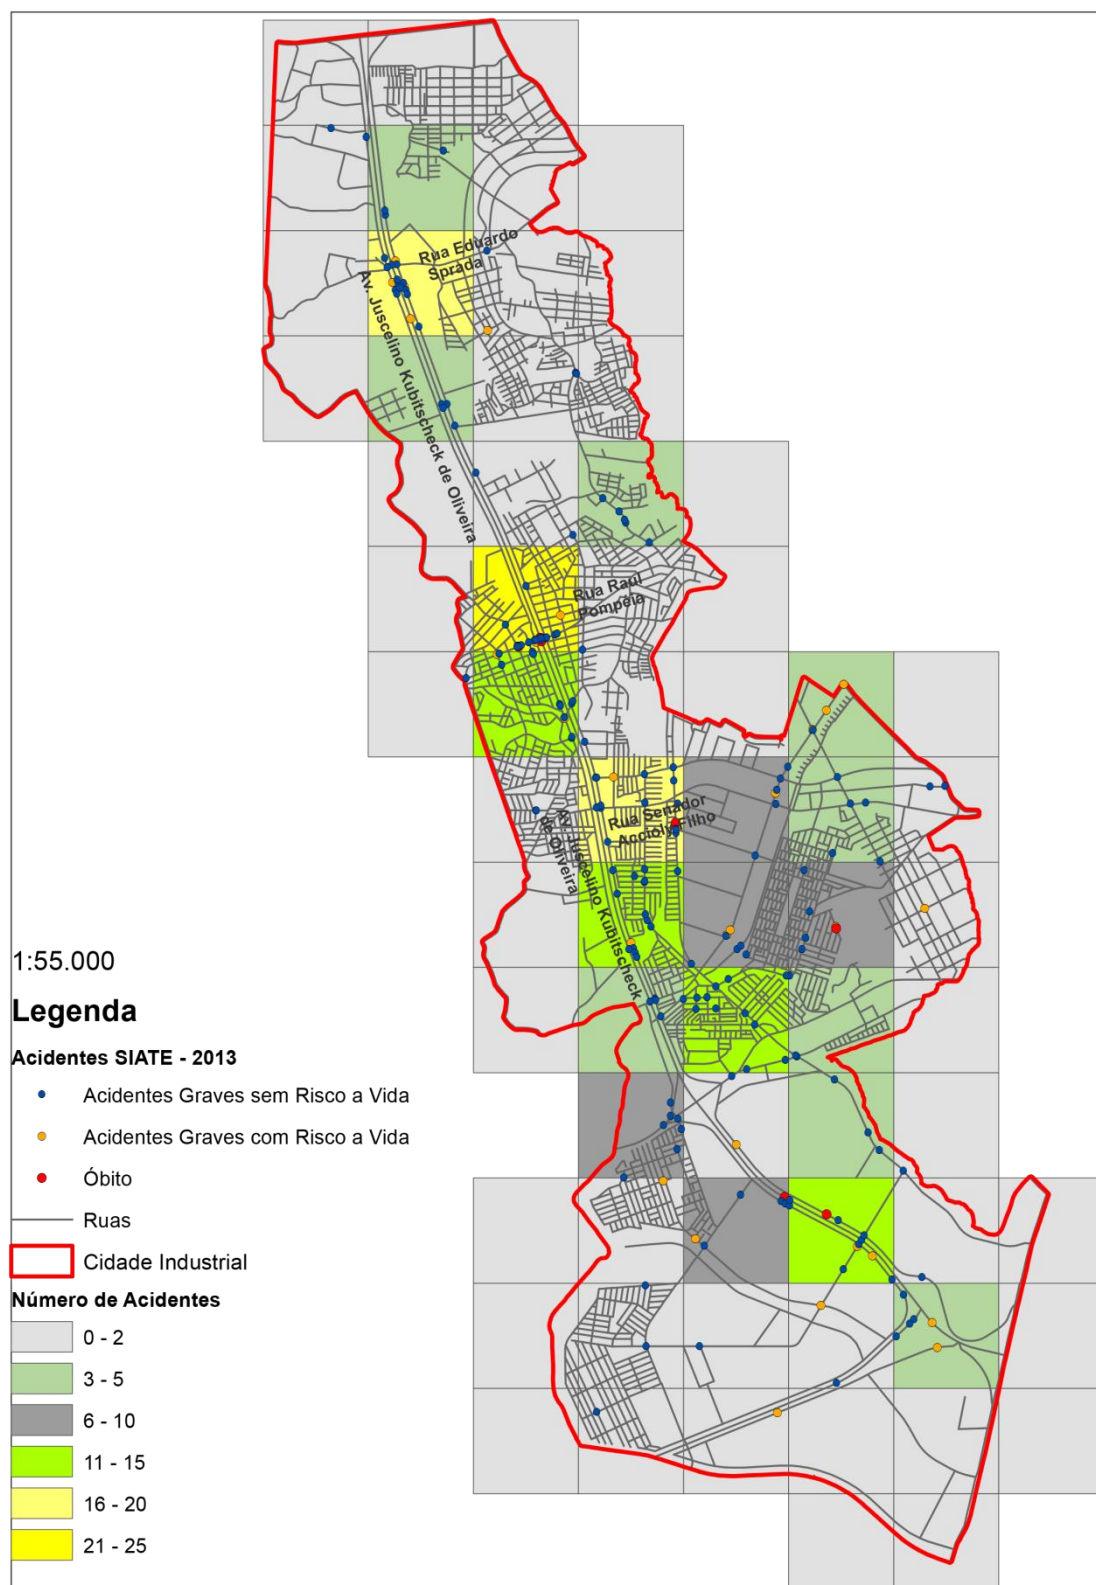 Rua Eduardo
Sprada
Av. Juscelino Kubitscheck de Oliveira
Rua Raul
Pompéia
Rua Senador
Accioly Filho
Av. Juscelino Kubitscheck
de Oliveira
1:55.000
Legenda
Acidentes SIATE - 2013
Acidentes Graves sem Risco a Vida
Acidentes Graves com Risco a Vida
Óbito
Ruas
Cidade Industrial
Número de Acidentes
0 - 2
3 - 5
6 - 10
11 - 15
16 - 20
21 - 25